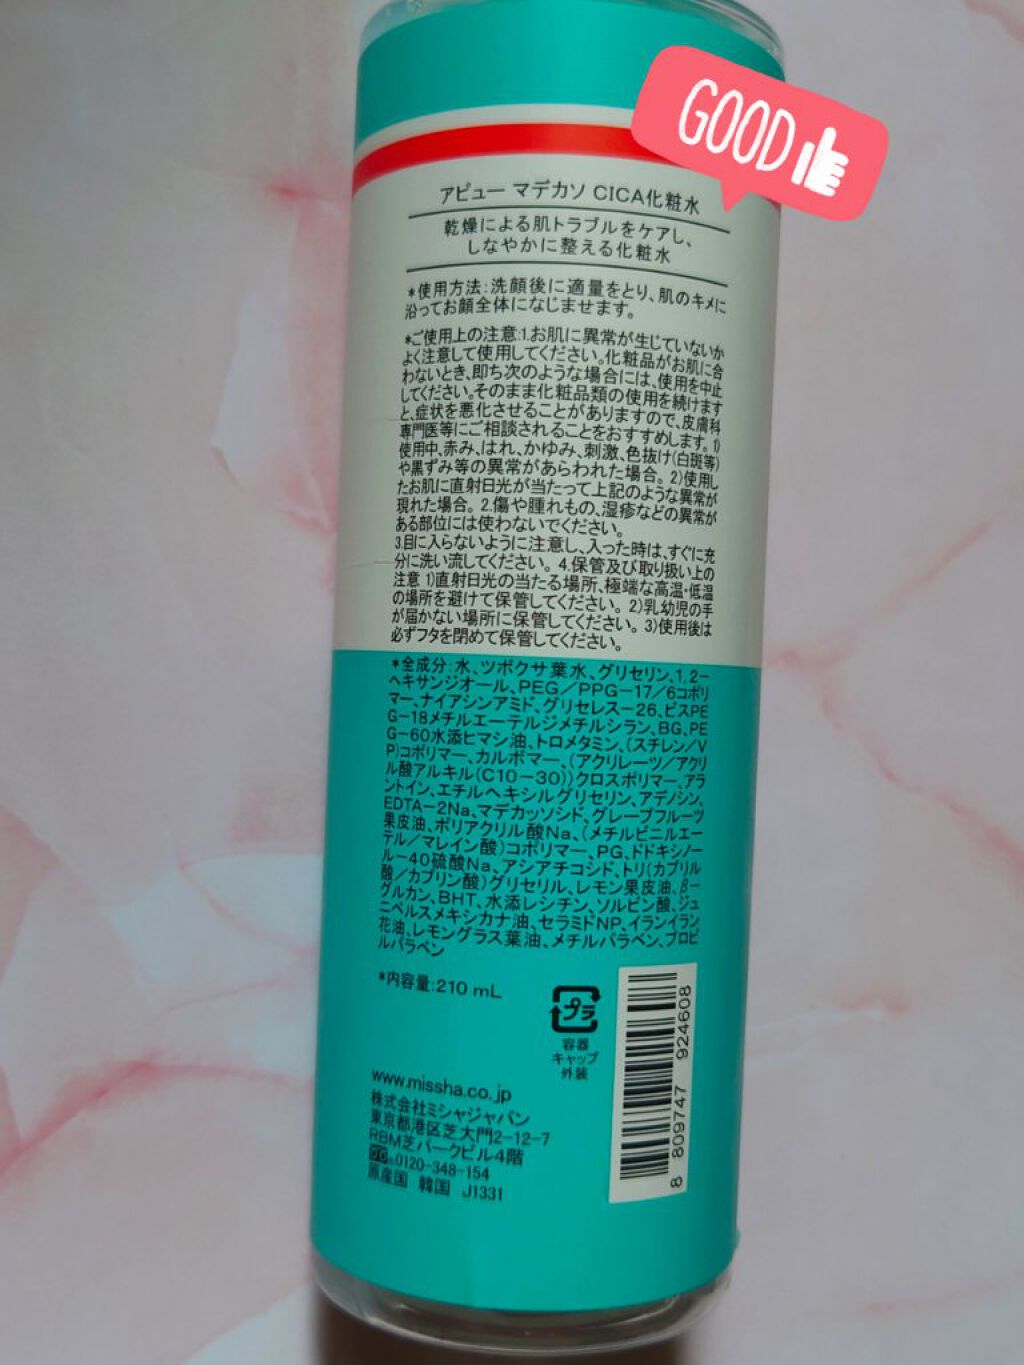 GOOD
アピュー マデカソ CICA化粧水
乾燥による肌トラブルをケアし、
しなやかに整える化粧水
*使用方法:洗顔後に適量をとり、肌のキメに
沿ってお顔全体になじませます。
*ご使用上の注意:1.お肌に異常が生じていないか
よく注意して使用してください。化粧品がお肌に合
わないとき、即ち次のような場合には、使用を中止
してください。そのまま化粧品類の使用を続けます
と、症状を悪化させることがありますので、皮膚科
専門医等にご相談されることをおすすめします。1)
使用中、赤み、はれ、かゆみ、刺激、色抜け(白斑等)
や黒ずみ等の異常があらわれた場合。2)使用し
たお肌に直射日光が当たって上記のような異常が
現れた場合。2.傷や腫れもの、湿疹などの異常が
ある部位には使わないでください。
3.目に入らないように注意し、入った時は、すぐに充
分に洗い流してください。4.保管及び取り扱い上の
注意 1)直射日光の当たる場所、極端な高温・低温
の場所を避けて保管してください。2)乳幼児の手
が届かない場所に保管してください。3)使用後は
必ずフタを閉めて保管してください。
*全成分:水、ツボクサ葉水、グリセリン、1,2-
ヘキサンジオール、PEG/PPG-17/6コポリ
マー、ナイアシンアミド、グリセレス-26、ビスPE
G-18メチルエーテルジメチルシラン、BG、PE
G-60水添ヒマシ油、トロメタミン、(スチレン/V
P)コポリマー、カルボマー、(アクリレーツ/アクリ
ル酸アルキル(C10-30))クロスポリマー、アラ
ントイン、エチルヘキシルグリセリン、アデノシン、
EDTA-2Na、マデカッソシド、グレープフルーツ
果皮油、ポリアクリル酸Na、(メチルビニルエー
テル/マレイン酸)コポリマー、PG、ドドキシノー
ル-40硫酸Na、アシアチコシド、トリ(カプリル
酸/カプリン酸)グリセリル、レモン果皮油、β-
グルカン、BHT、水添レシチン、ソルビン酸、ジュ
ニペルスメキシカナ油、セラミドNP、イランイラン
花油、レモングラス葉油、メチルパラベン、プロピ
ルパラベン
*内容量:210 mL
プラ
容器
キャップ
外装
8 809747 924608
www.missha.co.jp
株式会社ミシャジャパン
東京都港区芝大門2-12-7
RBM芝パークビル4階
0120-348-154
原産国 韓国 J1331